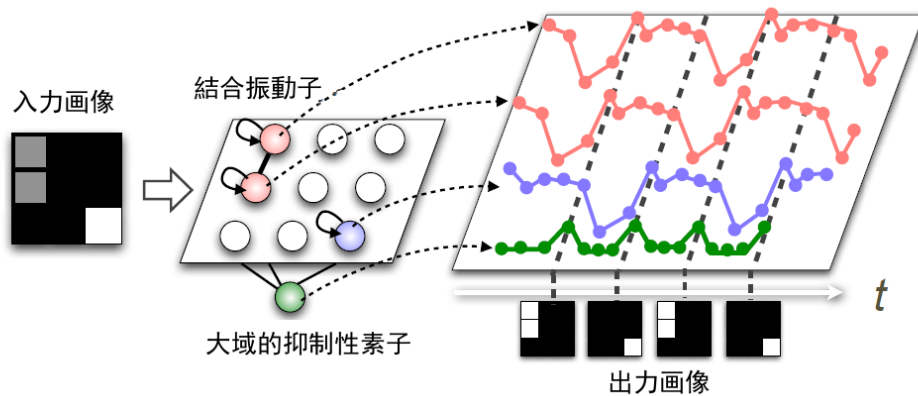 入力画像
結合振動子
大域的抑制性素子
t
出力画像